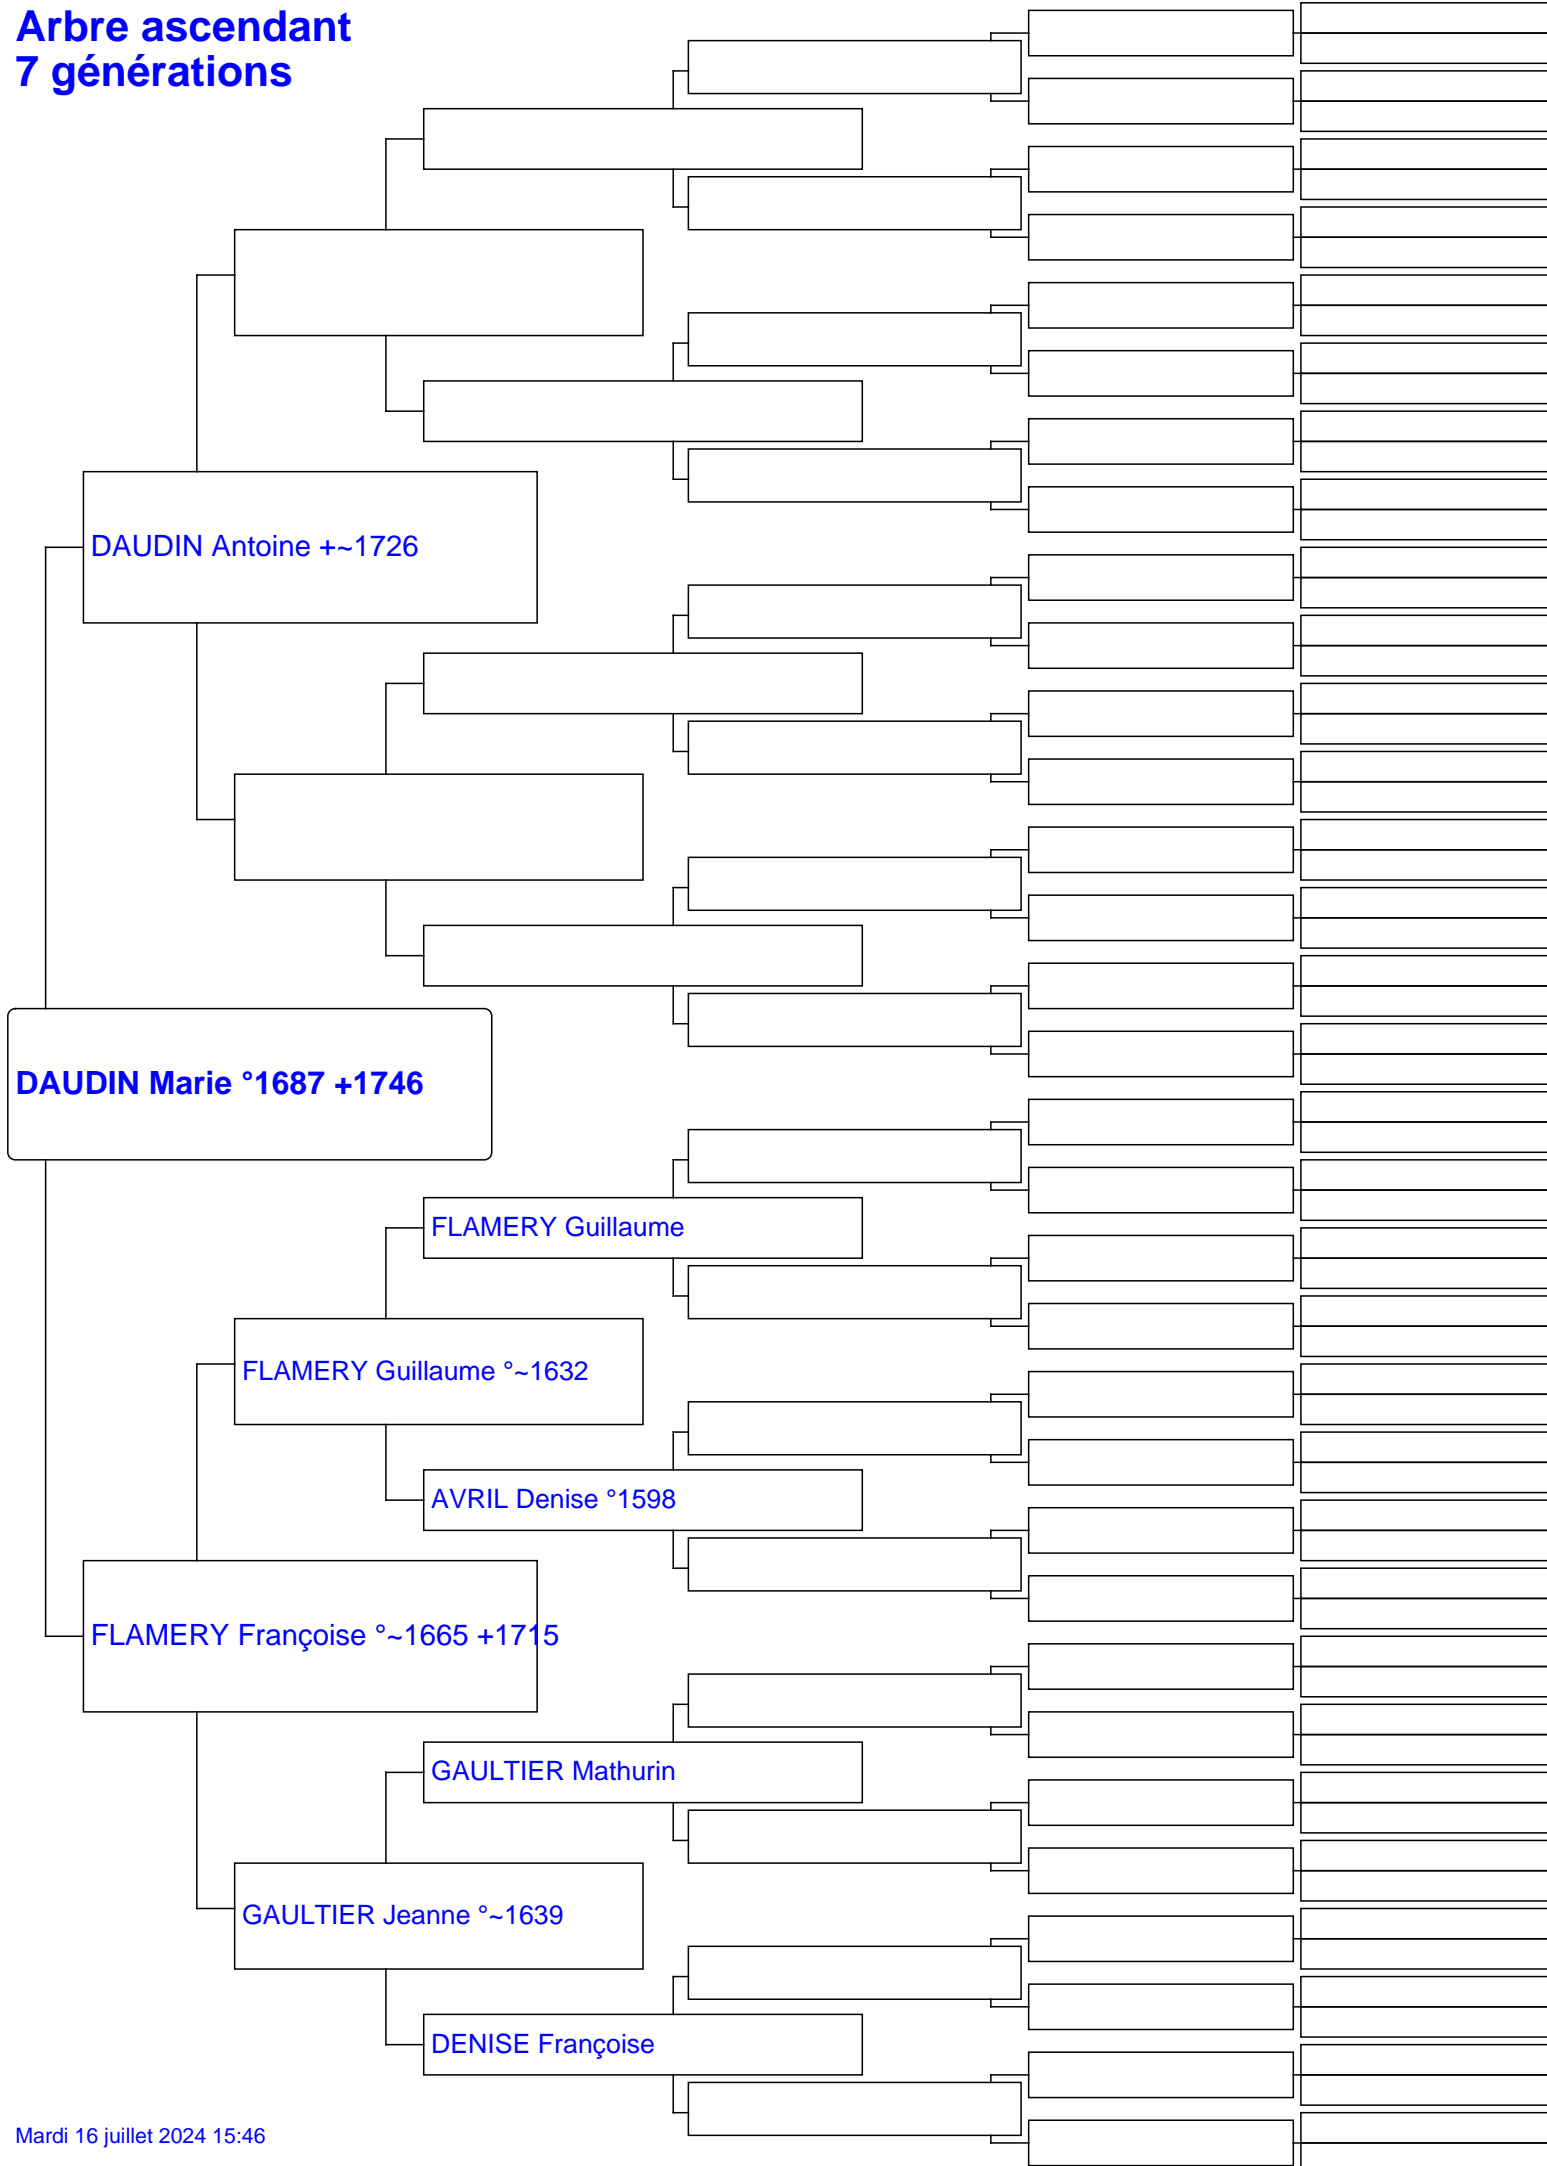 Arbre ascendant
7 générations
DAUDIN Antoine +~1726
DAUDIN Marie °1687 +1746
FLAMERY Guillaume
FLAMERY Guillaume °~1632
AVRIL Denise °1598
FLAMERY Françoise °~1665 +1715
GAULTIER Mathurin
GAULTIER Jeanne °~1639
DENISE Françoise
Mardi 16 juillet 2024 15:46